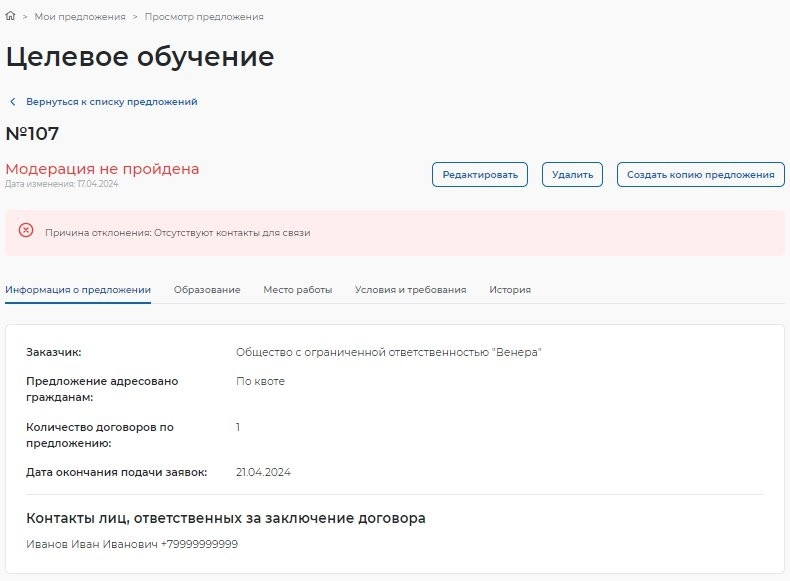 > Мои предложения > Просмотр предложения
Целевое обучение
Вернуться к списку предложений
№107
Модерация не пройдена
Дата изменения: 17.04.2024
Редактировать Удалить Создать копию предложения
Причина отклонения: Отсутствуют контакты для связи
Информация о предложении Образование Место работы Условия и требования История
Заказчик: Общество с ограниченной ответственностью "Венера"
Предложение адресовано По квоте
гражданам:
Количество договоров по 1
предложению:
Дата окончания подачи заявок: 21.04.2024
Контакты лиц, ответственных за заключение договора
Иванов Иван Иванович +79999999999